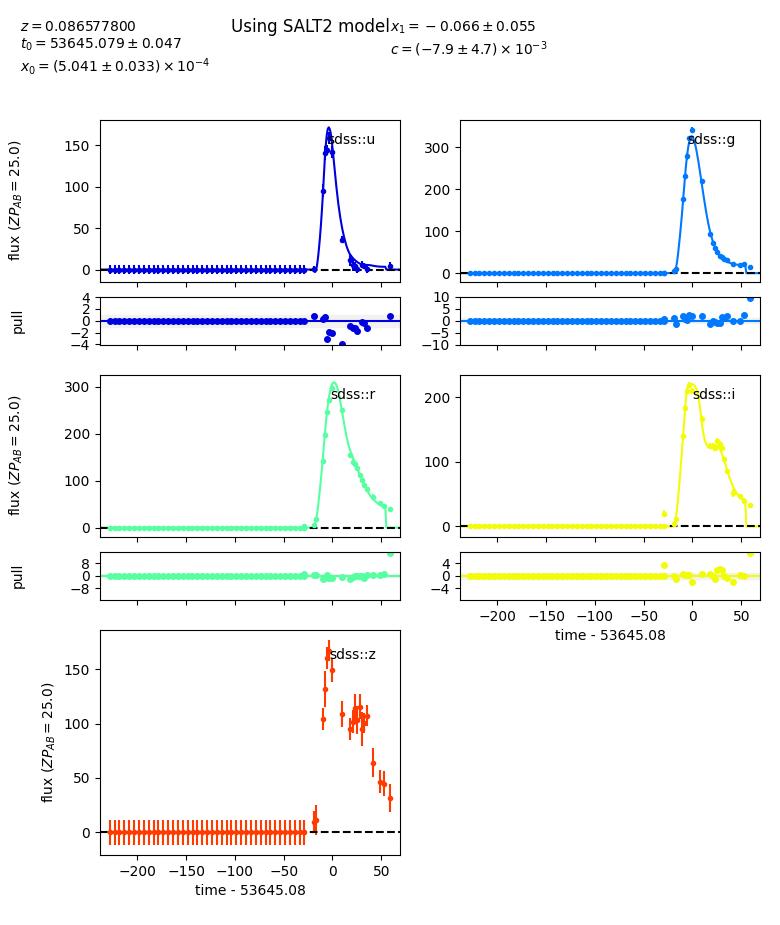 Using SALT2 model
z = 0.086577800
t0 = 53645.079 ± 0.047
x0 = (5.041 ± 0.033) × 10^-4
x1 = −0.066 ± 0.055
c = (−7.9 ± 4.7) × 10^-3
flux (ZP_AB = 25.0)
150
100
50
0
sdss::u
300
200
100
0
sdss::g
pull
4
2
0
−2
−4
10
5
0
−5
−10
flux (ZP_AB = 25.0)
300
200
100
0
sdss::r
200
100
0
sdss::i
pull
8
0
−8
4
0
−4
−200 −150 −100 −50 0 50
time - 53645.08
flux (ZP_AB = 25.0)
150
100
50
0
sdss::z
−200 −150 −100 −50 0 50
time - 53645.08